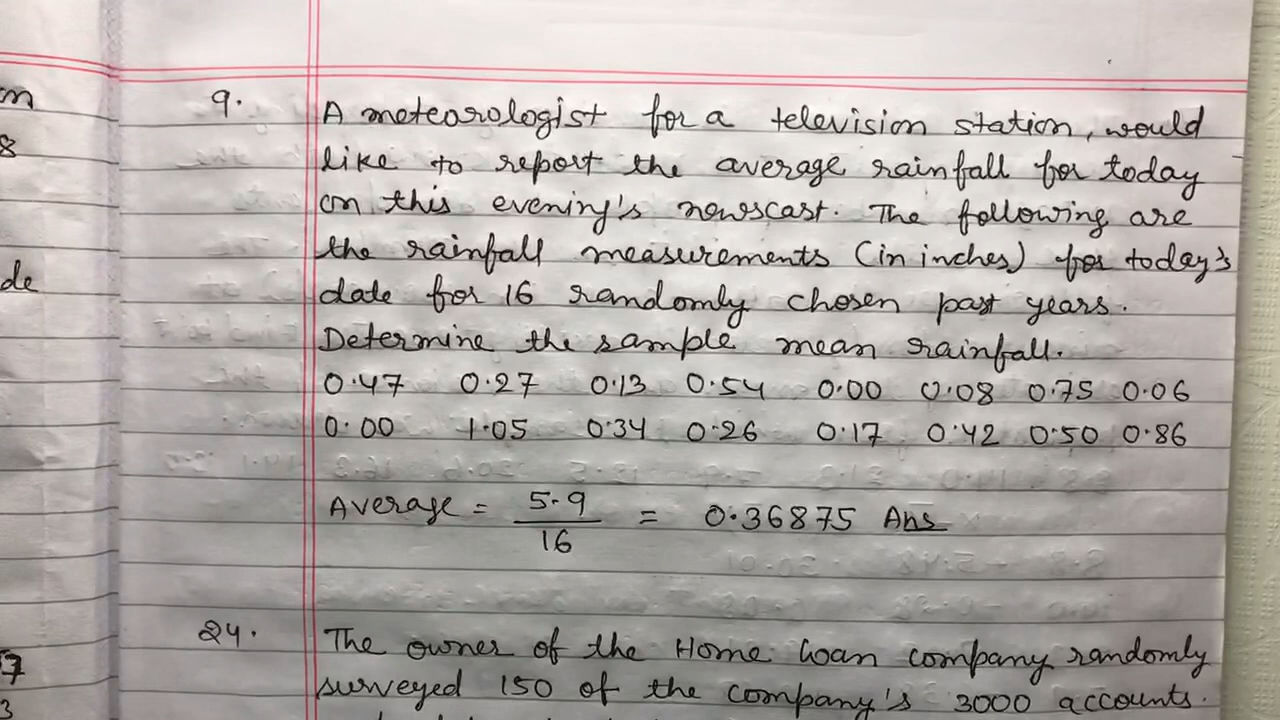 m
8
de
7
3
9. A meteorologist for a television station, would
like to report the average rainfall for today
on this evening's newscast. The following are
the rainfall measurements (in inches) for today's
date for 16 randomly chosen past years.
Determine the sample mean rainfall.
0.47 0.27 0.13 0.54 0.00 0.08 0.75 0.06
0.00 1.05 0.34 0.26 0.17 0.42 0.50 0.86
Average = 5.9/16 = 0.36875 Ans
24. The owner of the Home Loan company randomly
surveyed 150 of the company's 3000 accounts.